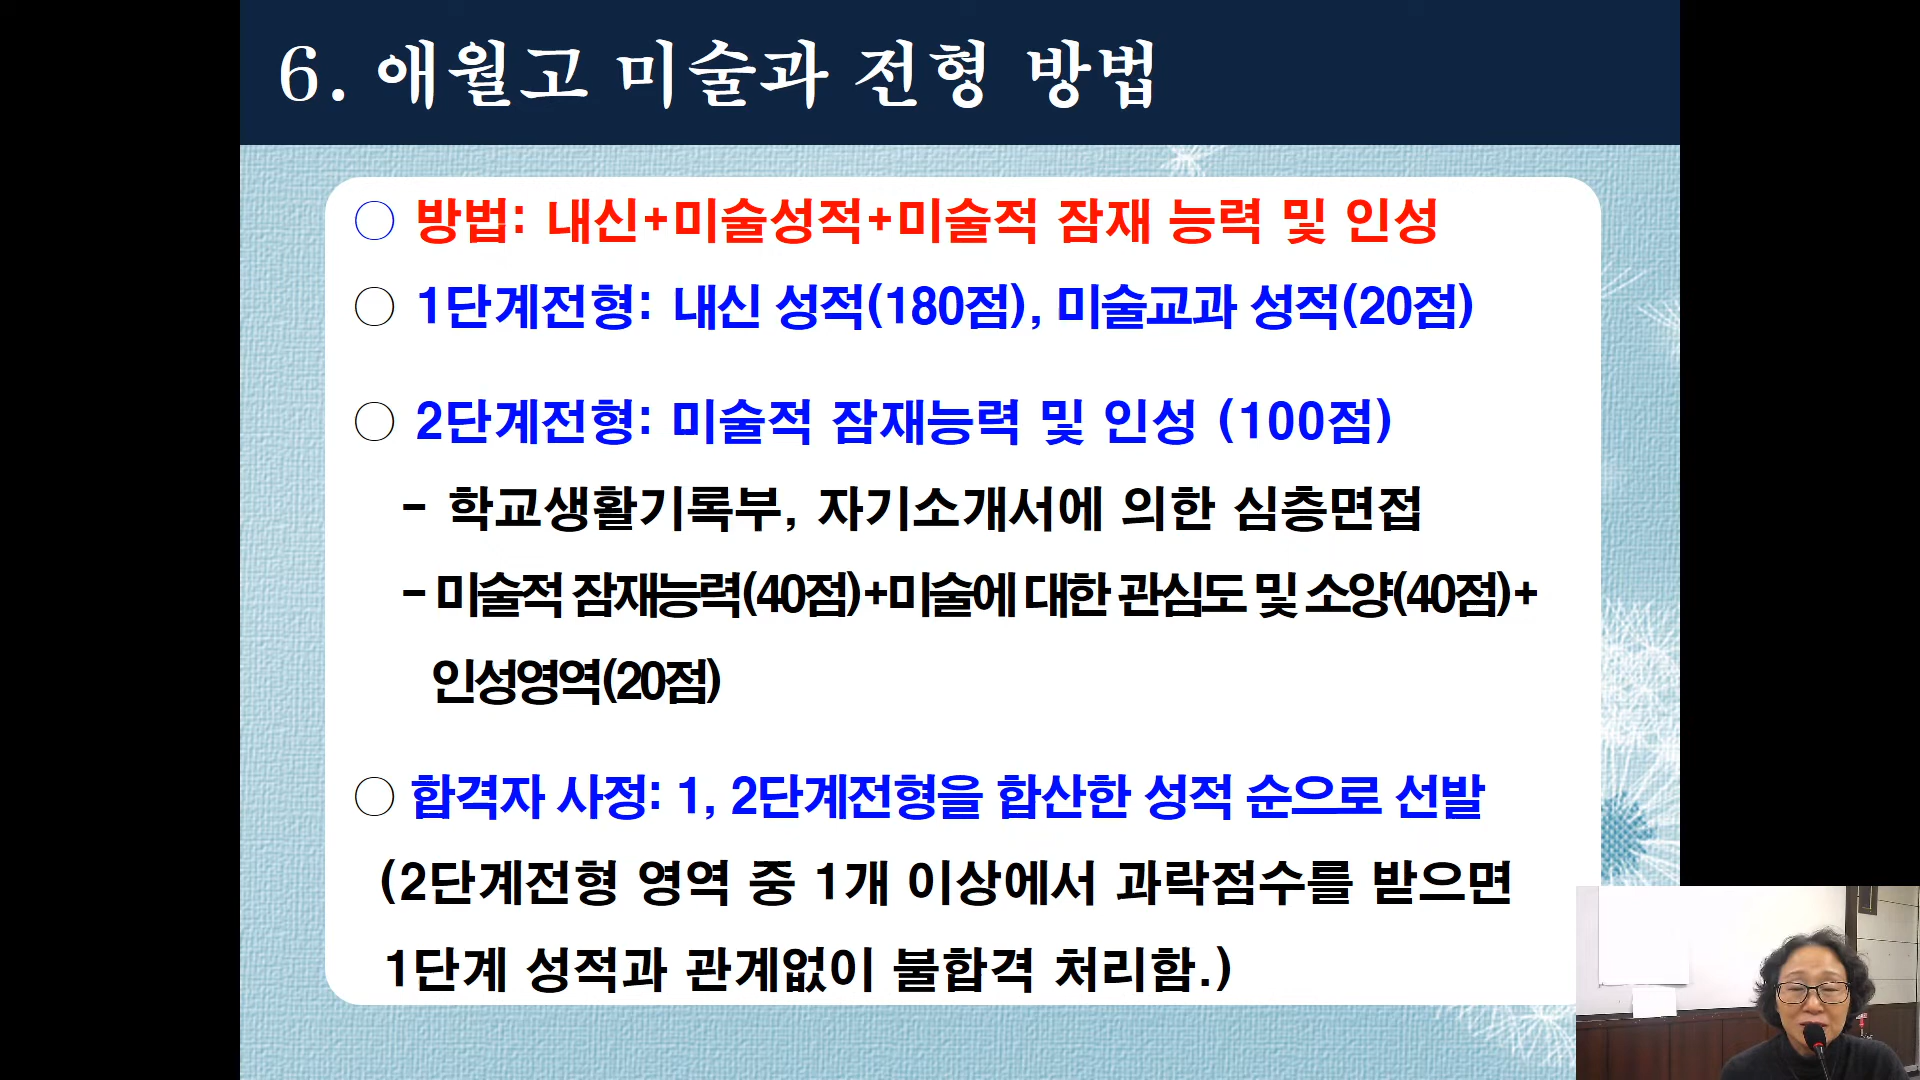 6. 애월고 미술과 전형 방법
○ 방법: 내신+미술성적+미술적 잠재 능력 및 인성
○ 1단계전형: 내신 성적(180점), 미술교과 성적(20점)
○ 2단계전형: 미술적 잠재능력 및 인성 (100점)
- 학교생활기록부, 자기소개서에 의한 심층면접
- 미술적 잠재능력(40점)+미술에 대한 관심도 및 소양(40점)+
인성영역(20점)
○ 합격자 사정: 1, 2단계전형을 합산한 성적 순으로 선발
(2단계전형 영역 중 1개 이상에서 과락점수를 받으면
1단계 성적과 관계없이 불합격 처리함.)